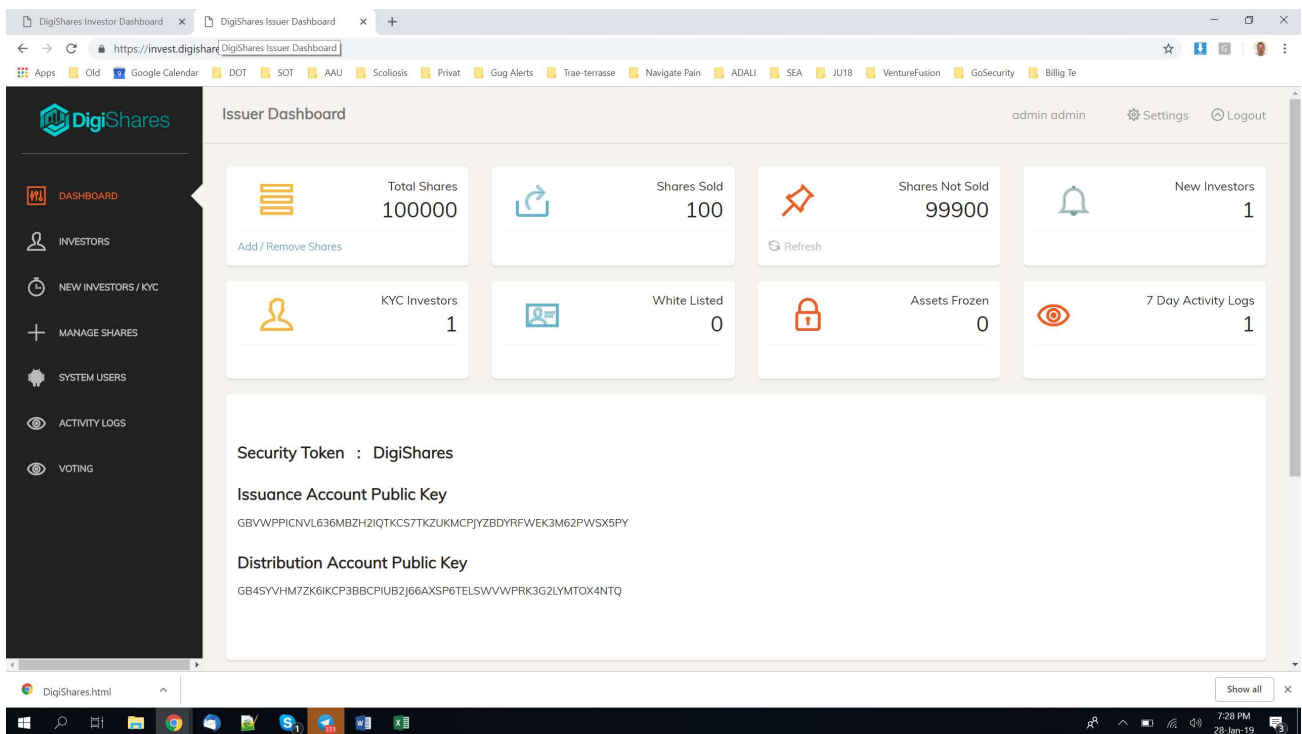 DigiShares Investor Dashboard
DigiShares Issuer Dashboard
https://invest.digishare
DigiShares Issuer Dashboard
Apps Old Google Calendar DOT SOT AAU Scoliosis Privat Gug Alerts Trae-terrasse Navigate Pain ADALI SEA JU18 VentureFusion GoSecurity Billig Te
DigiShares
Issuer Dashboard
admin admin Settings Logout
DASHBOARD
INVESTORS
NEW INVESTORS / KYC
MANAGE SHARES
SYSTEM USERS
ACTIVITY LOGS
VOTING
Total Shares
100000
Add / Remove Shares
Shares Sold
100
Shares Not Sold
99900
Refresh
New Investors
1
KYC Investors
1
White Listed
0
Assets Frozen
0
7 Day Activity Logs
1
Security Token : DigiShares
Issuance Account Public Key
GBVWPPICNVL636MBZH2IQTKCS7TKZUKMCPJYZBDYRFWEK3M62PWSX5PY
Distribution Account Public Key
GB4SYVHM7ZK6IKCP3BBCPIUB2J66AXSP6TELSWVWPRK3G2LYMTOX4NTQ
DigiShares.html
Show all
7:28 PM
28-Jan-19